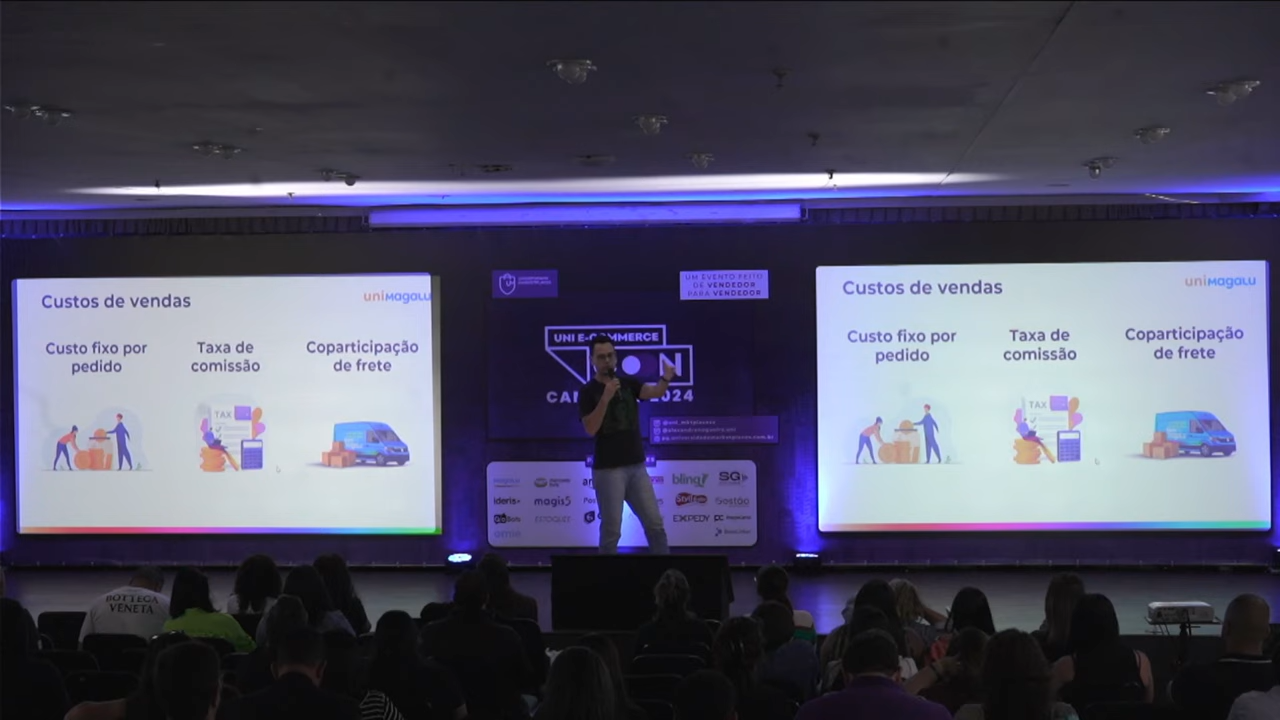 Custos de vendas
uniMagalu
Custo fixo por
pedido
Taxa de
comissão
Coparticipação
de frete
TAX
UM EVENTO FEITO
DE VENDEDOR
PARA VENDEDOR
UNI E-COMMERCE
bling!
SG
ideris
magis5
Gestão
EXPEDY
BOTTEGA
VENETA
Custos de vendas
uniMagalu
Custo fixo por
pedido
Taxa de
comissão
Coparticipação
de frete
TAX